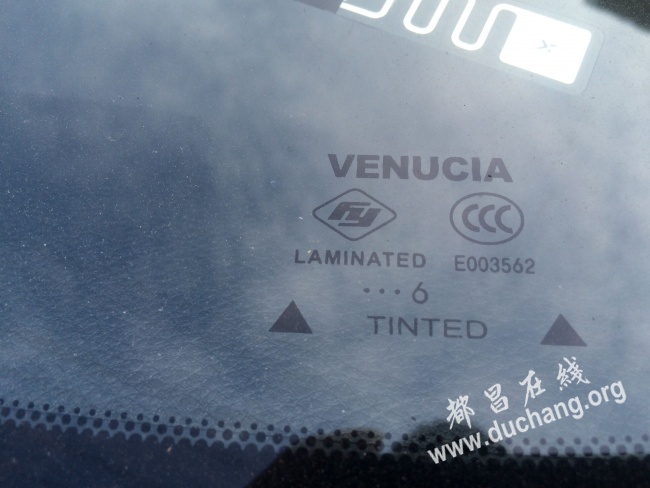 VENUCIA
CCC
LAMINATED E003562
•••6
TINTED
都昌在线
www.duchang.org